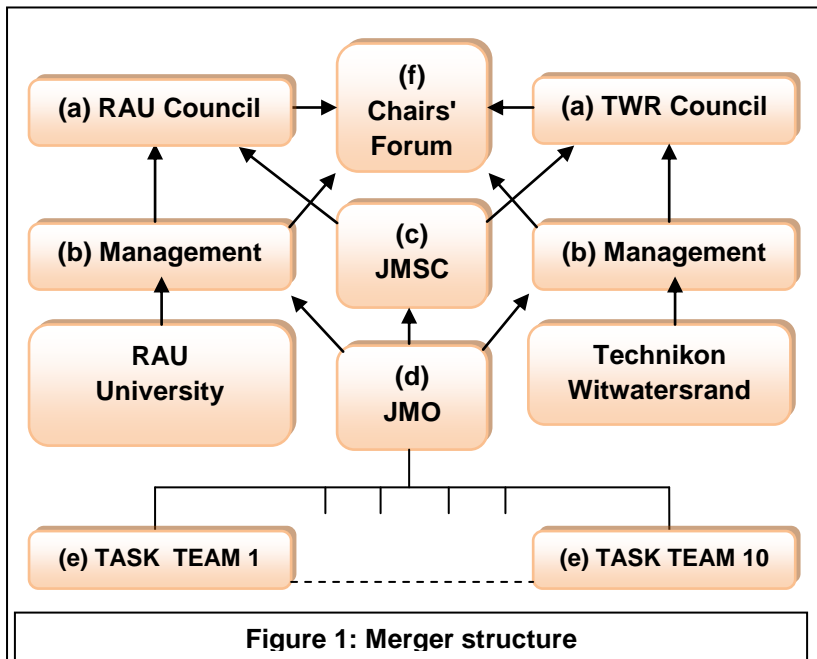 (f)
Chairs'
Forum
(a) RAU Council
(a) TWR Council
(b) Management
(c)
JMSC
(b) Management
RAU
University
(d)
JMO
Technikon
Witwatersrand
(e) TASK TEAM 1
(e) TASK TEAM 10
Figure 1: Merger structure